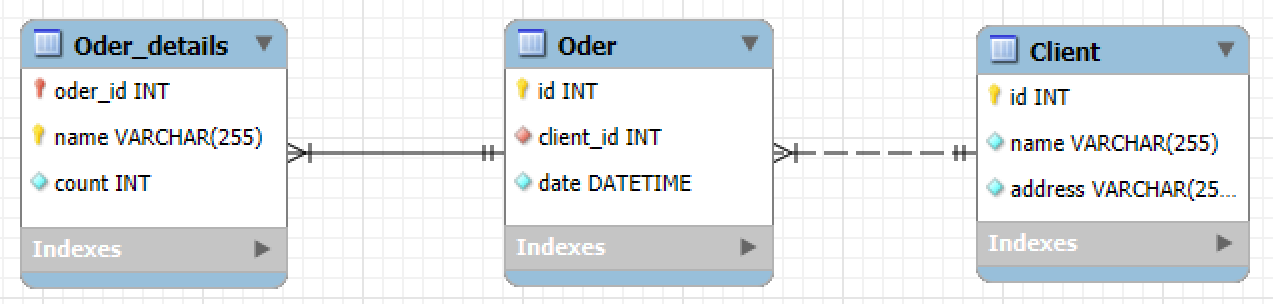 Oder_details
oder_id INT
name VARCHAR(255)
count INT
Indexes
Oder
id INT
client_id INT
date DATETIME
Indexes
Client
id INT
name VARCHAR(255)
address VARCHAR(25...
Indexes